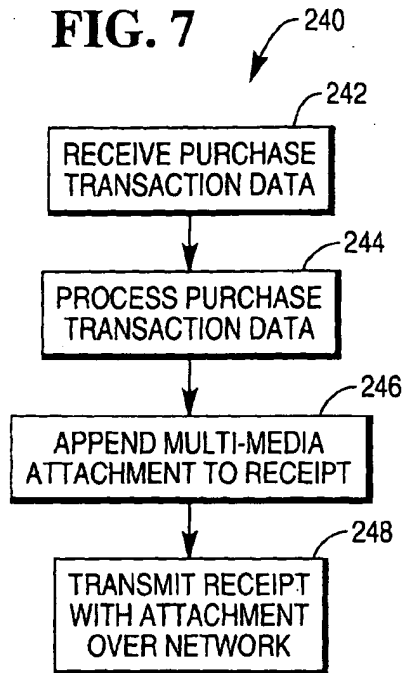 FIG. 7
240
242
RECEIVE PURCHASE
TRANSACTION DATA
244
PROCESS PURCHASE
TRANSACTION DATA
246
APPEND MULTI-MEDIA
ATTACHMENT TO RECEIPT
248
TRANSMIT RECEIPT
WITH ATTACHMENT
OVER NETWORK